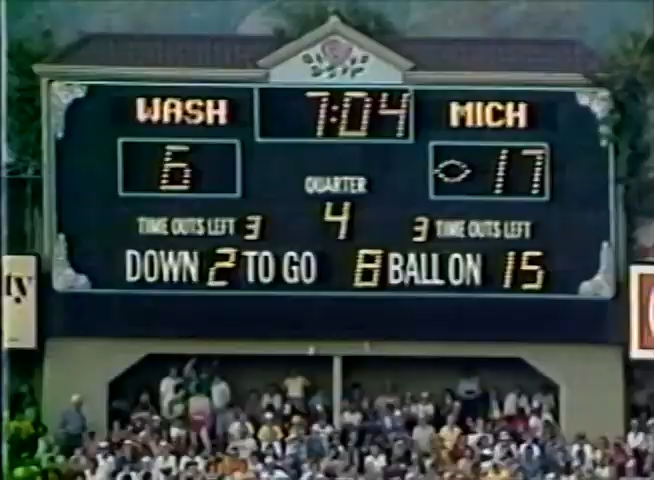 WASH 7:04 MICH
6 17
QUARTER
TIME OUTS LEFT 3 4 3 TIME OUTS LEFT
DOWN 2 TO GO 8 BALL ON 15